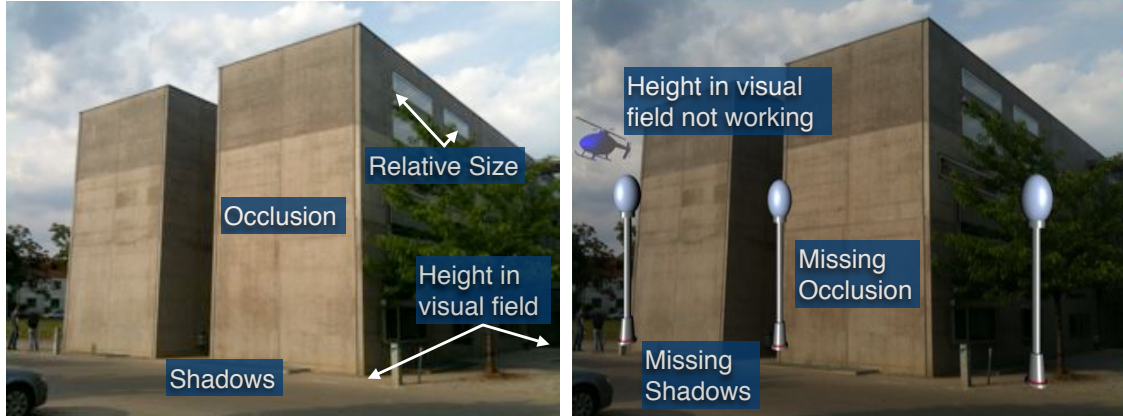 Relative Size
Occlusion
Height in
visual field
Shadows
Height in visual
field not working
Missing
Occlusion
Missing
Shadows